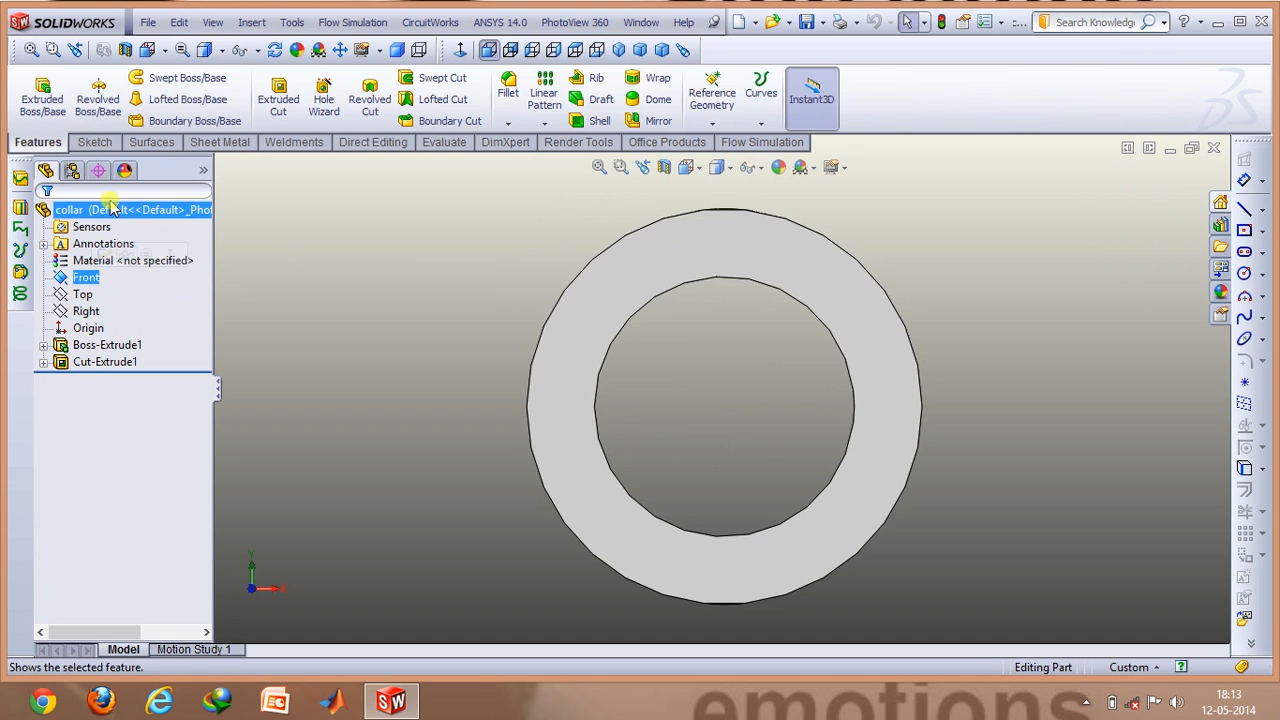 SOLIDWORKS File Edit View Insert Tools Flow Simulation CircuitWorks ANSYS 14.0 PhotoView 360 Window Help Search Knowledge
Extruded Boss/Base
Revolved Boss/Base
Swept Boss/Base
Lofted Boss/Base
Boundary Boss/Base
Extruded Cut
Hole Wizard
Revolved Cut
Swept Cut
Lofted Cut
Boundary Cut
Fillet
Linear Pattern
Rib
Draft
Shell
Wrap
Dome
Mirror
Reference Geometry
Curves
Instant3D
Features Sketch Surfaces Sheet Metal Weldments Direct Editing Evaluate DimXpert Render Tools Office Products Flow Simulation
collar (Default<<Default>_Phot
Sensors
Annotations
Material <not specified>
Front
Top
Right
Origin
Boss-Extrude1
Cut-Extrude1
Y
X
Model Motion Study 1
Shows the selected feature. Editing Part Custom
emotions
18:13
12-05-2014